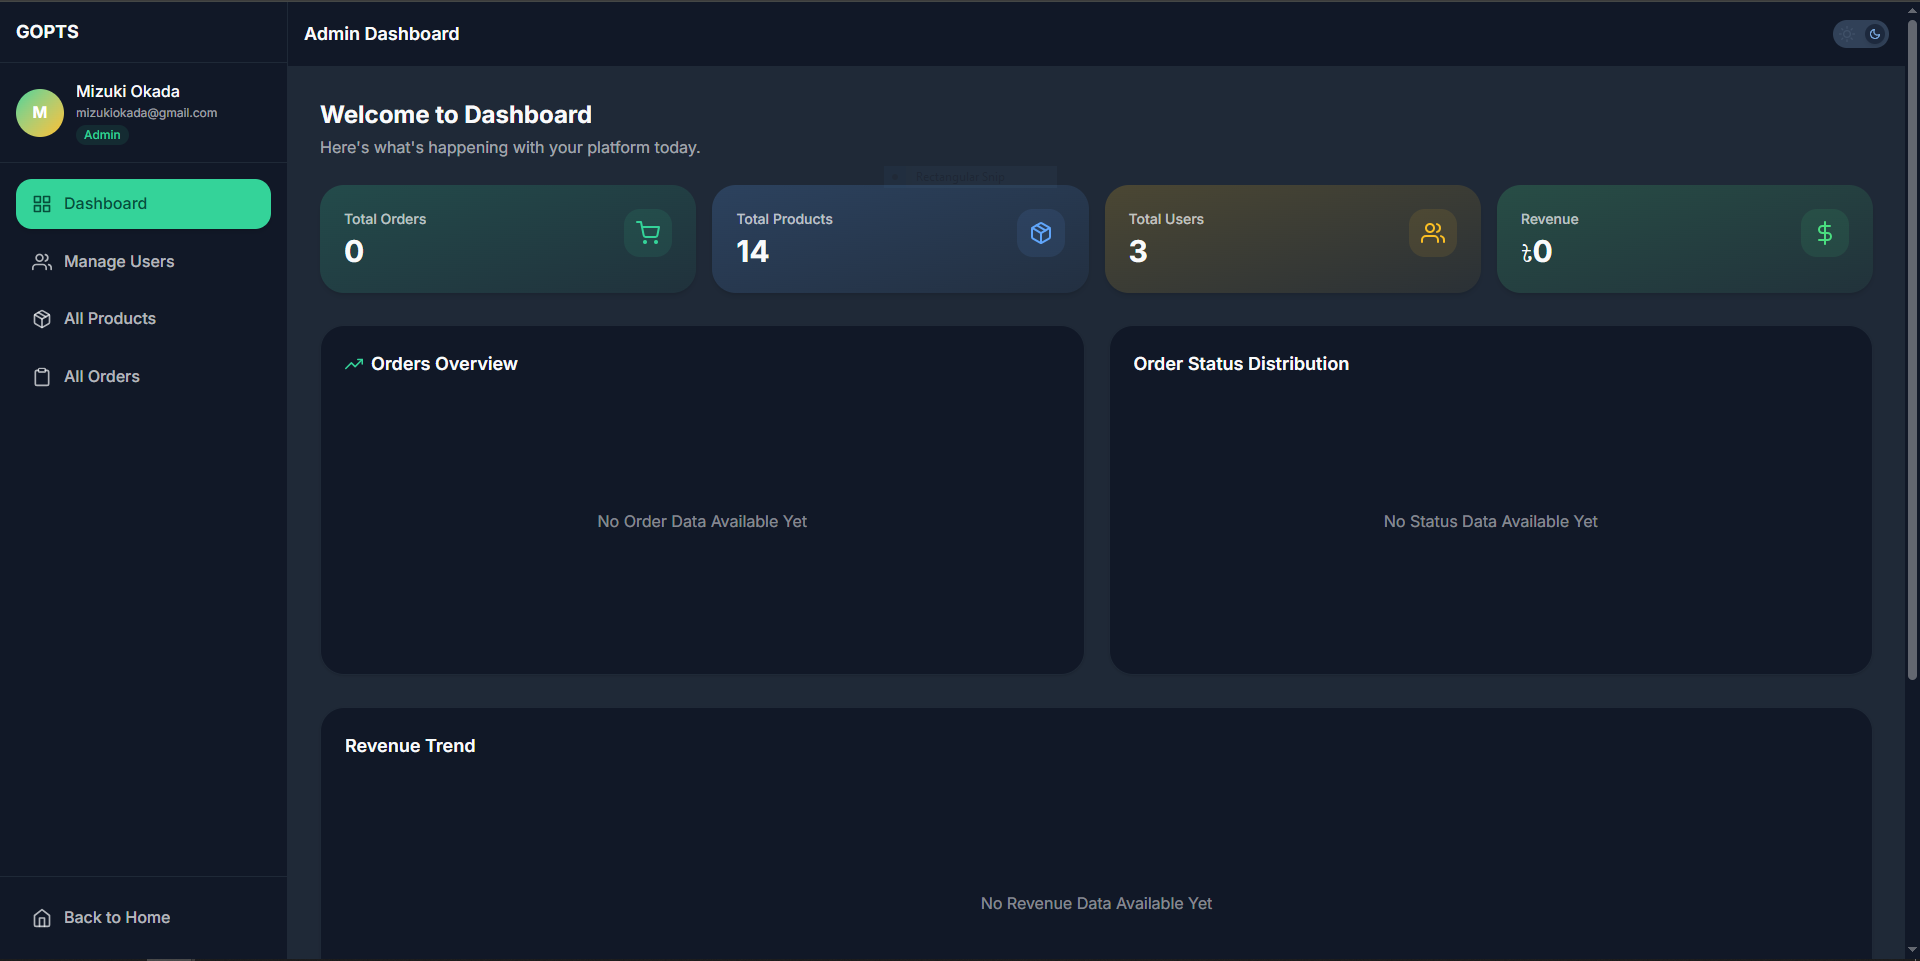 GOPTS
Admin Dashboard
M
Mizuki Okada
mizukiokada@gmail.com
Admin
Dashboard
Manage Users
All Products
All Orders
Back to Home
Welcome to Dashboard
Here's what's happening with your platform today.
Rectangular Snip
Total Orders
0
Total Products
14
Total Users
3
Revenue
৳0
Orders Overview
No Order Data Available Yet
Order Status Distribution
No Status Data Available Yet
Revenue Trend
No Revenue Data Available Yet